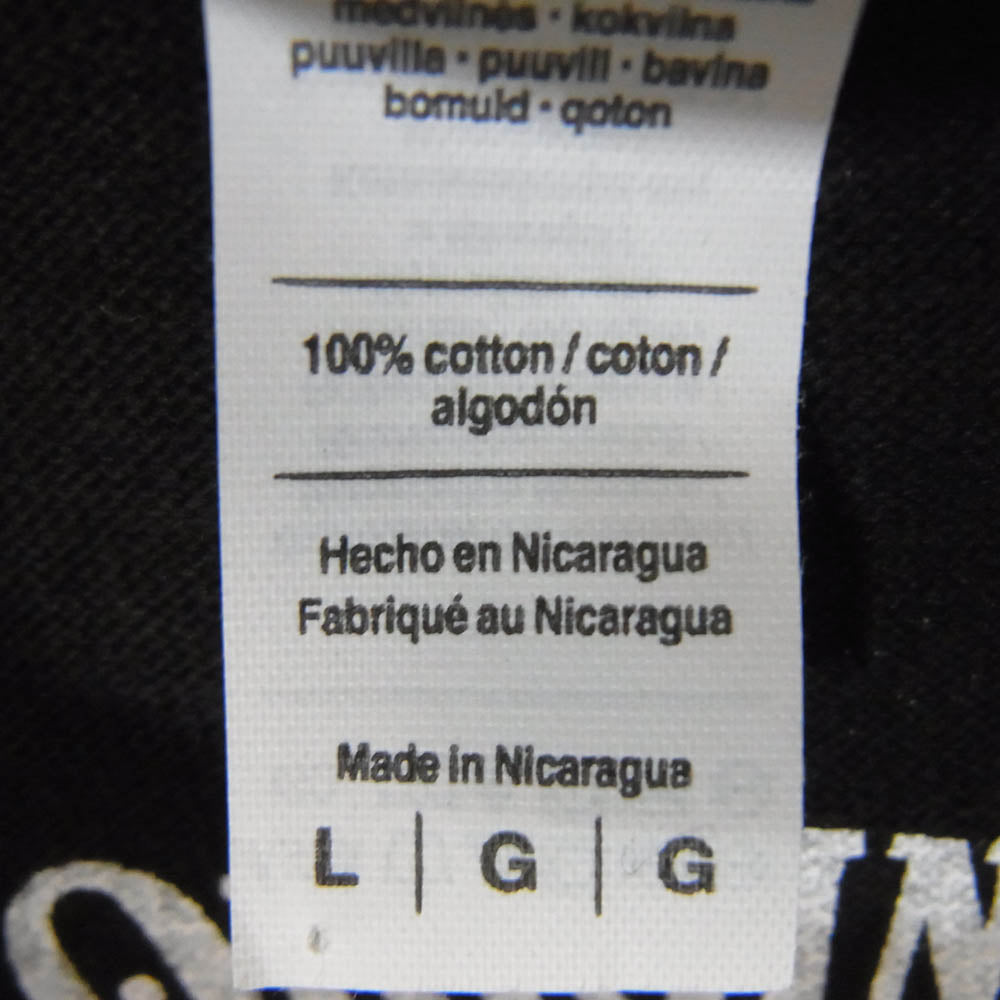 medvilnės · kokvilna
puuvilla · puuvill · bavlna
bomuld · qoton
100% cotton / coton /
algodón
Hecho en Nicaragua
Fabriqué au Nicaragua
Made in Nicaragua
L | G | G